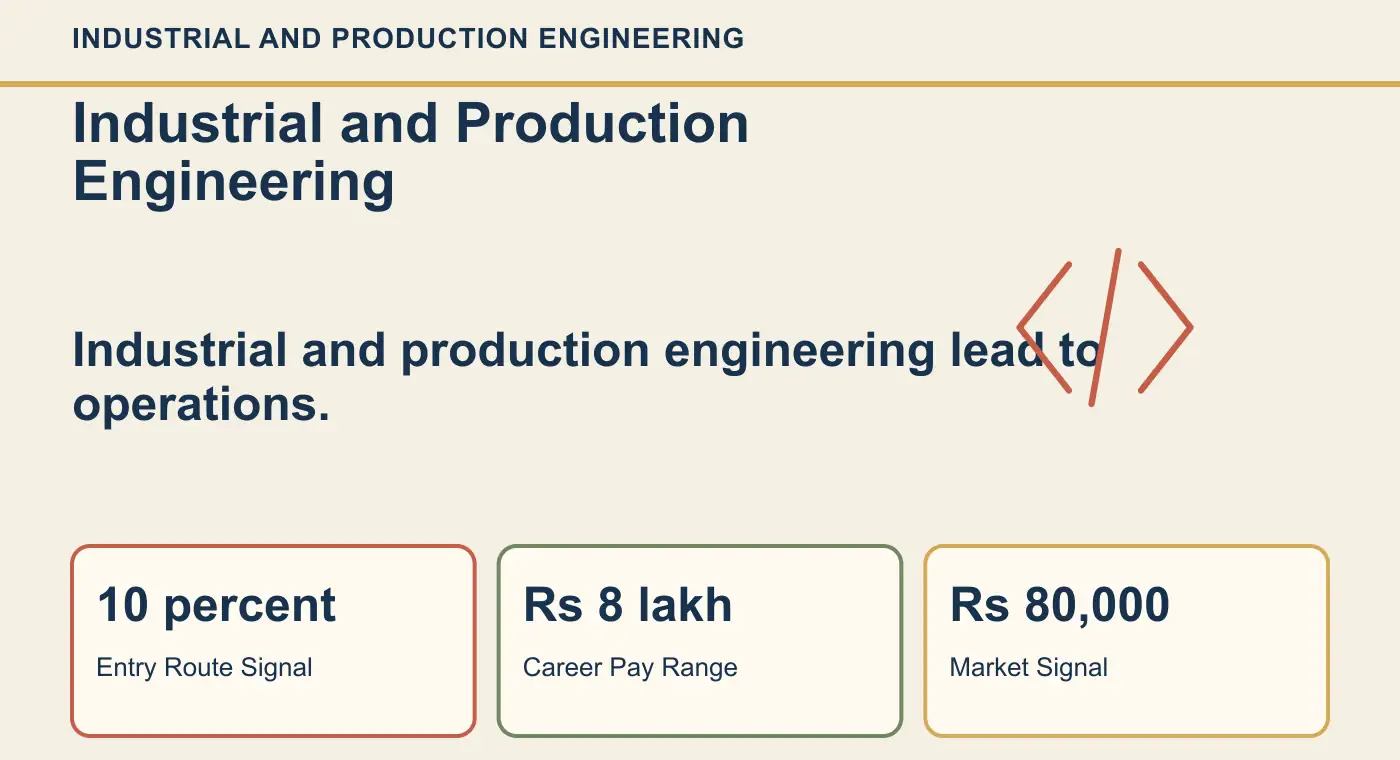 INDUSTRIAL AND PRODUCTION ENGINEERING
Industrial and Production
Engineering
Industrial and production engineering lead to
operations.
10 percent
Entry Route Signal
Rs 8 lakh
Career Pay Range
Rs 80,000
Market Signal